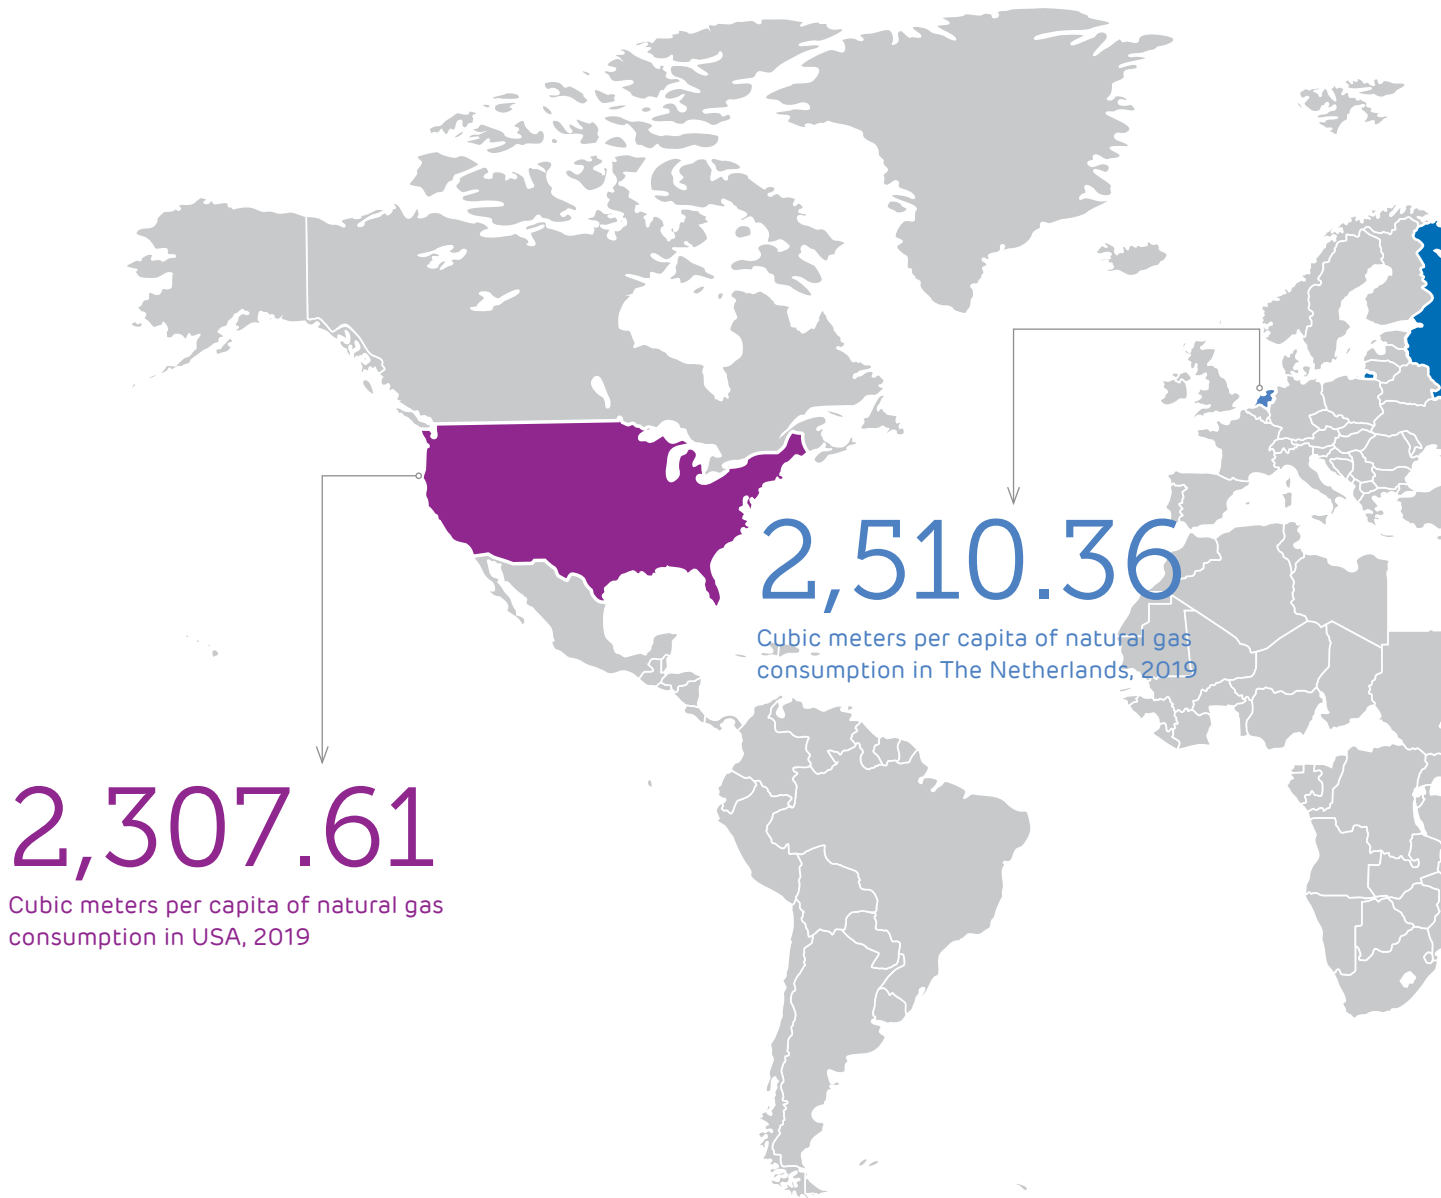 2,510.36
Cubic meters per capita of natural gas
consumption in The Netherlands, 2019
2,307.61
Cubic meters per capita of natural gas
consumption in USA, 2019